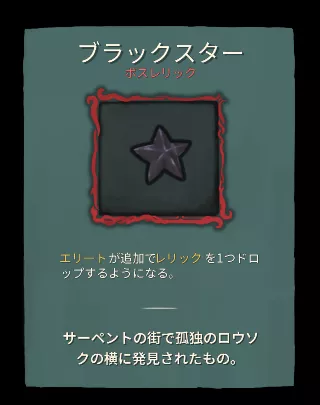 ブラックスター
ボスレリック
エリートが追加でレリックを1つドロ
ップするようになる。
サーペントの街で孤独のロウソ
クの横に発見されたもの。